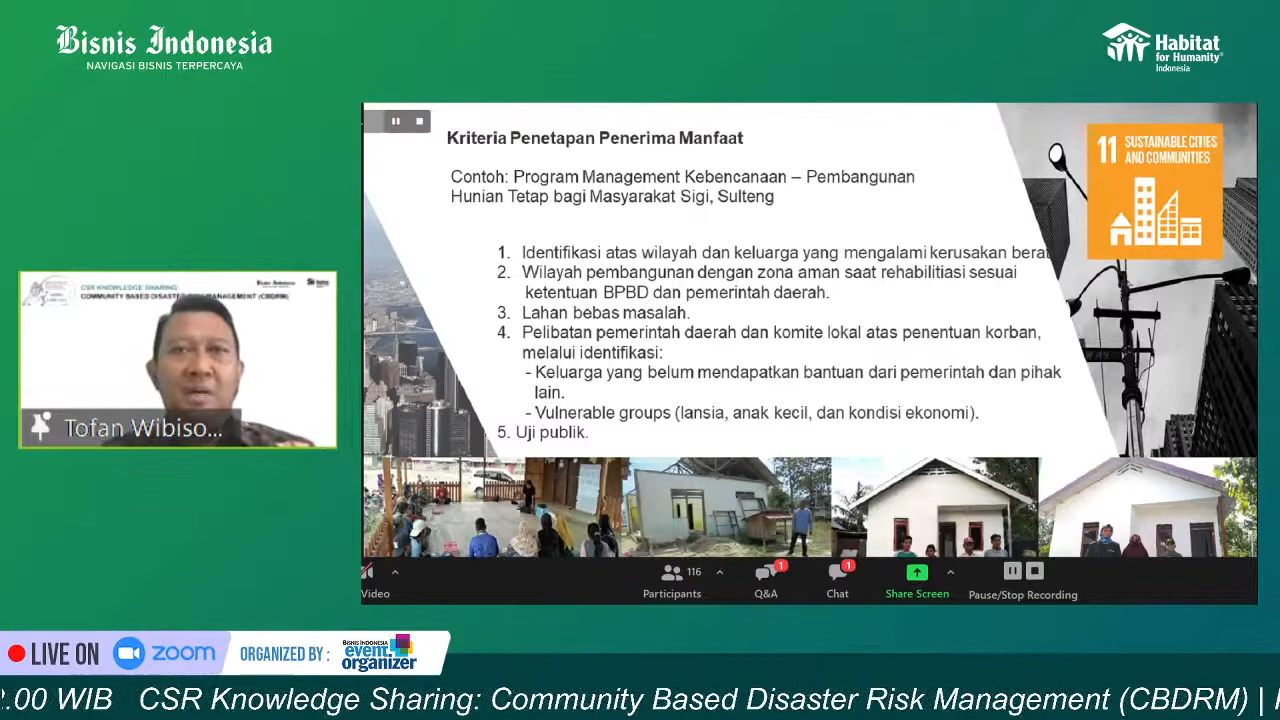 Bisnis Indonesia
NAVIGASI BISNIS TERPERCAYA
Habitat
for Humanity®
Indonesia
Kriteria Penetapan Penerima Manfaat
Contoh: Program Management Kebencanaan – Pembangunan
Hunian Tetap bagi Masyarakat Sigi, Sulteng
1. Identifikasi atas wilayah dan keluarga yang mengalami kerusakan berat
2. Wilayah pembangunan dengan zona aman saat rehabilitiasi sesuai
ketentuan BPBD dan pemerintah daerah.
3. Lahan bebas masalah.
4. Pelibatan pemerintah daerah dan komite lokal atas penentuan korban,
melalui identifikasi:
- Keluarga yang belum mendapatkan bantuan dari pemerintah dan pihak
lain.
- Vulnerable groups (lansia, anak kecil, dan kondisi ekonomi).
5. Uji publik.
11 SUSTAINABLE CITIES
AND COMMUNITIES
CSR KNOWLEDGE SHARING:
COMMUNITY BASED DISASTER RISK MANAGEMENT (CBDRM)
Tofan Wibiso...
Video
116
Participants
1
Q&A
1
Chat
Share Screen
Pause/Stop Recording
LIVE ON zoom
ORGANIZED BY :
BISNIS INDONESIA
event
organizer
2.00 WIB CSR Knowledge Sharing: Community Based Disaster Risk Management (CBDRM) |